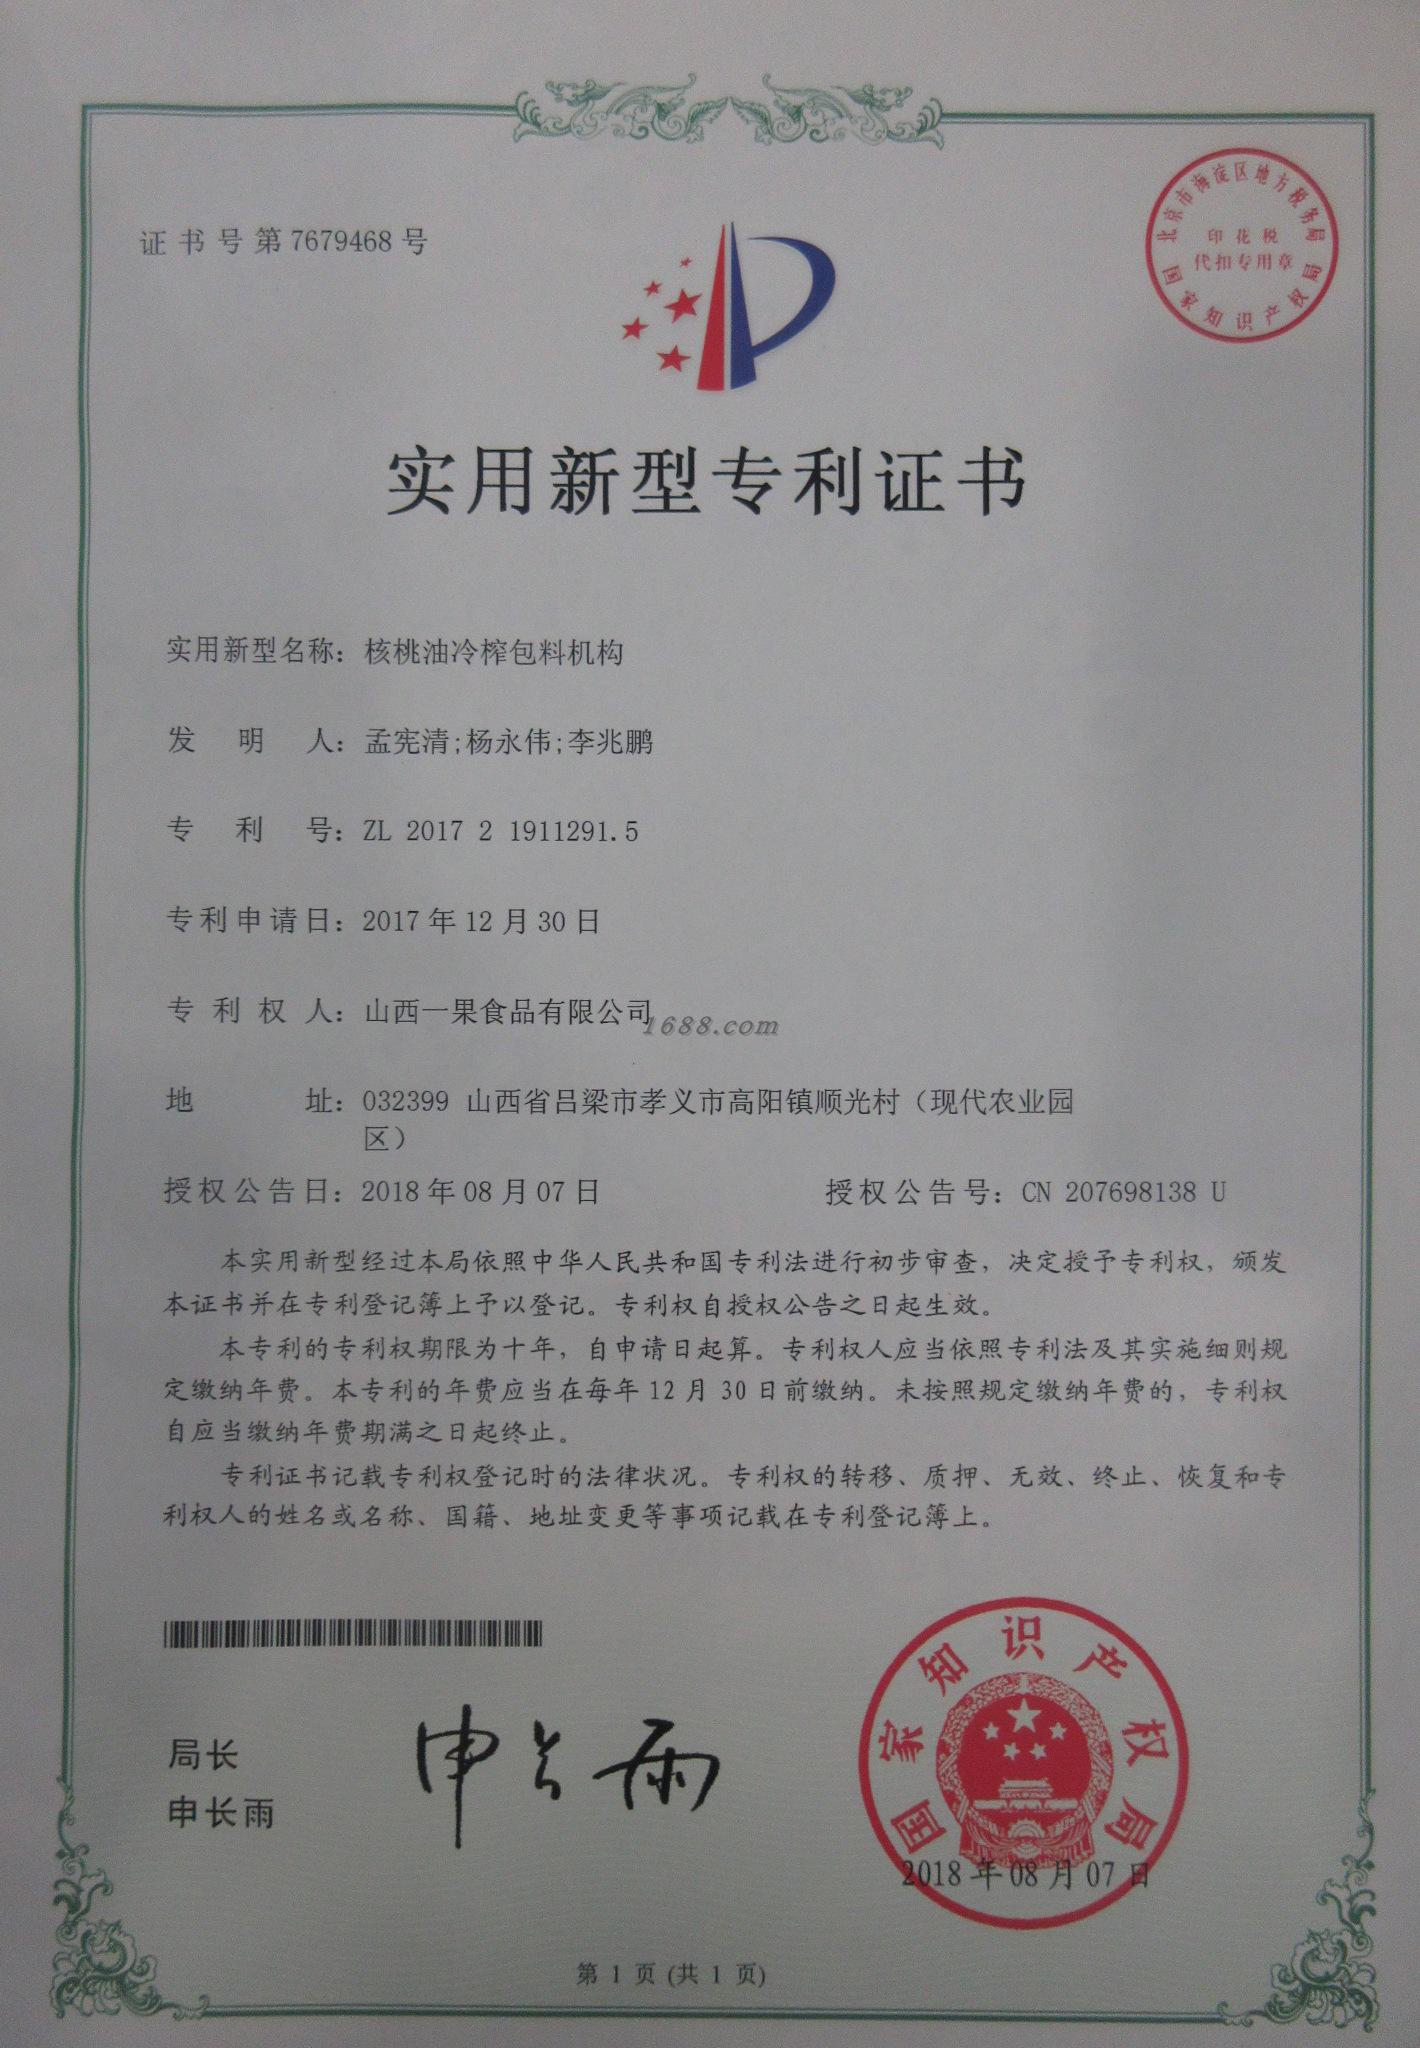 证书号第7679468号
北京市海淀区地方税务局
印花税
代扣专用章
国家知识产权局
实用新型专利证书
实用新型名称：核桃油冷榨包料机构
发明人：孟宪清;杨永伟;李兆鹏
专利号：ZL 2017 2 1911291.5
专利申请日：2017年12月30日
专利权人：山西一果食品有限公司
1688.com
地址：032399 山西省吕梁市孝义市高阳镇顺光村（现代农业园
区）
授权公告日：2018年08月07日 授权公告号：CN 207698138 U
本实用新型经过本局依照中华人民共和国专利法进行初步审查，决定授予专利权，颁发
本证书并在专利登记簿上予以登记。专利权自授权公告之日起生效。
本专利的专利权期限为十年，自申请日起算。专利权人应当依照专利法及其实施细则规
定缴纳年费。本专利的年费应当在每年12月30日前缴纳。未按照规定缴纳年费的，专利权
自应当缴纳年费期满之日起终止。
专利证书记载专利权登记时的法律状况。专利权的转移、质押、无效、终止、恢复和专
利权人的姓名或名称、国籍、地址变更等事项记载在专利登记簿上。
局长
申长雨
申长雨
国家知识产权局
2018年08月07日
第 1 页 (共 1 页)